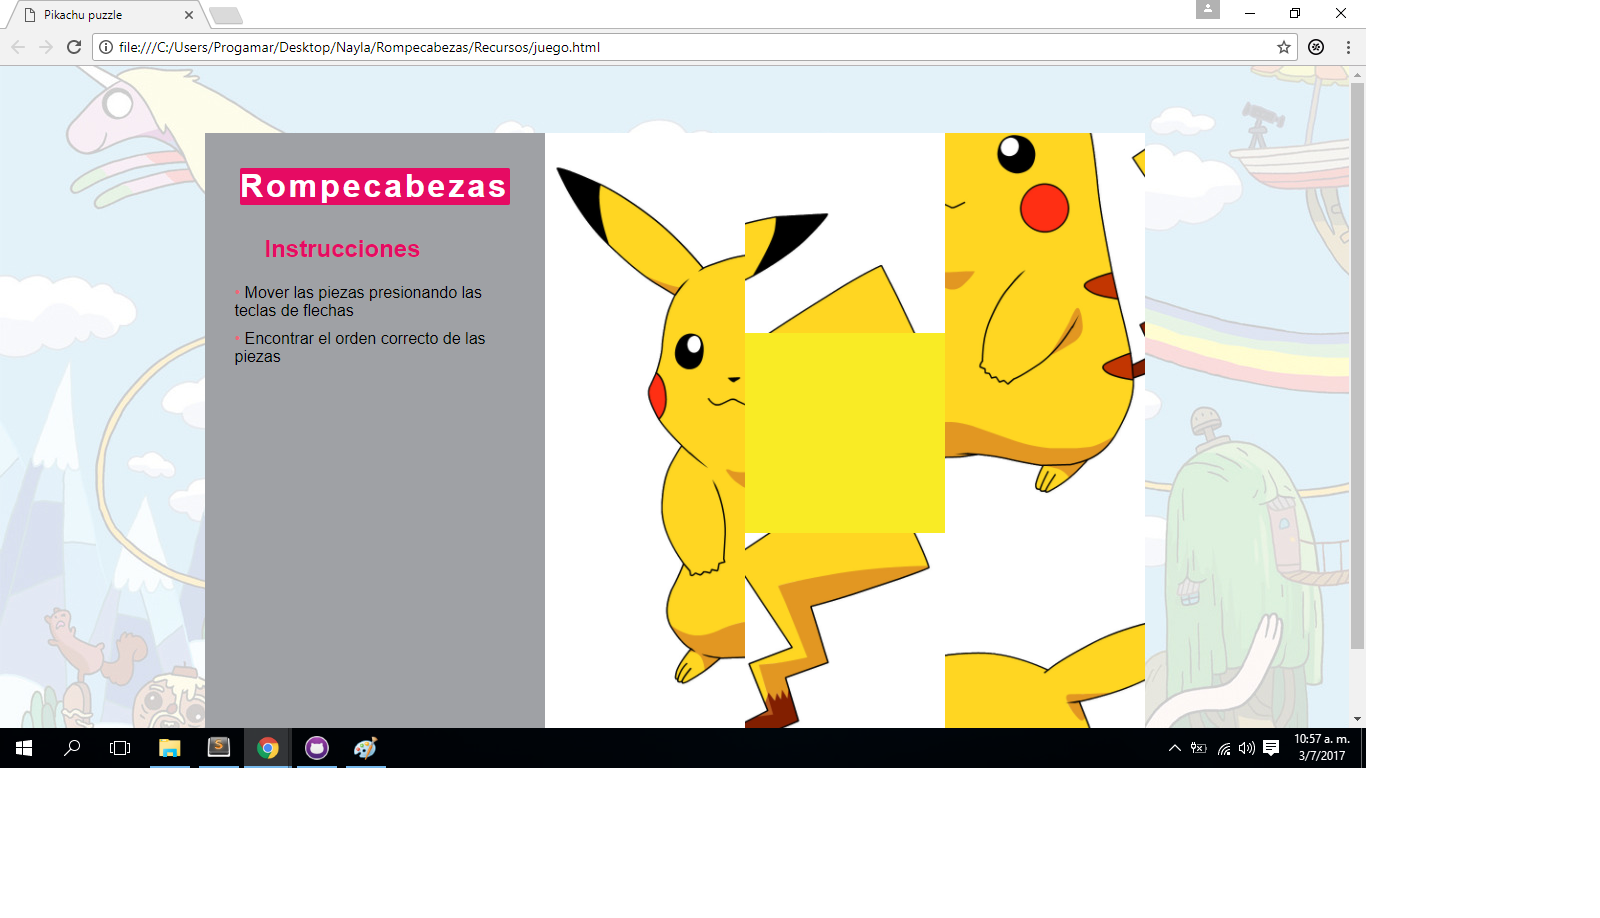 Pikachu puzzle
file:///C:/Users/Progamar/Desktop/Nayla/Rompecabezas/Recursos/juego.html
Rompecabezas
Instrucciones
• Mover las piezas presionando las
teclas de flechas
• Encontrar el orden correcto de las
piezas
S
10:57 a. m.
3/7/2017